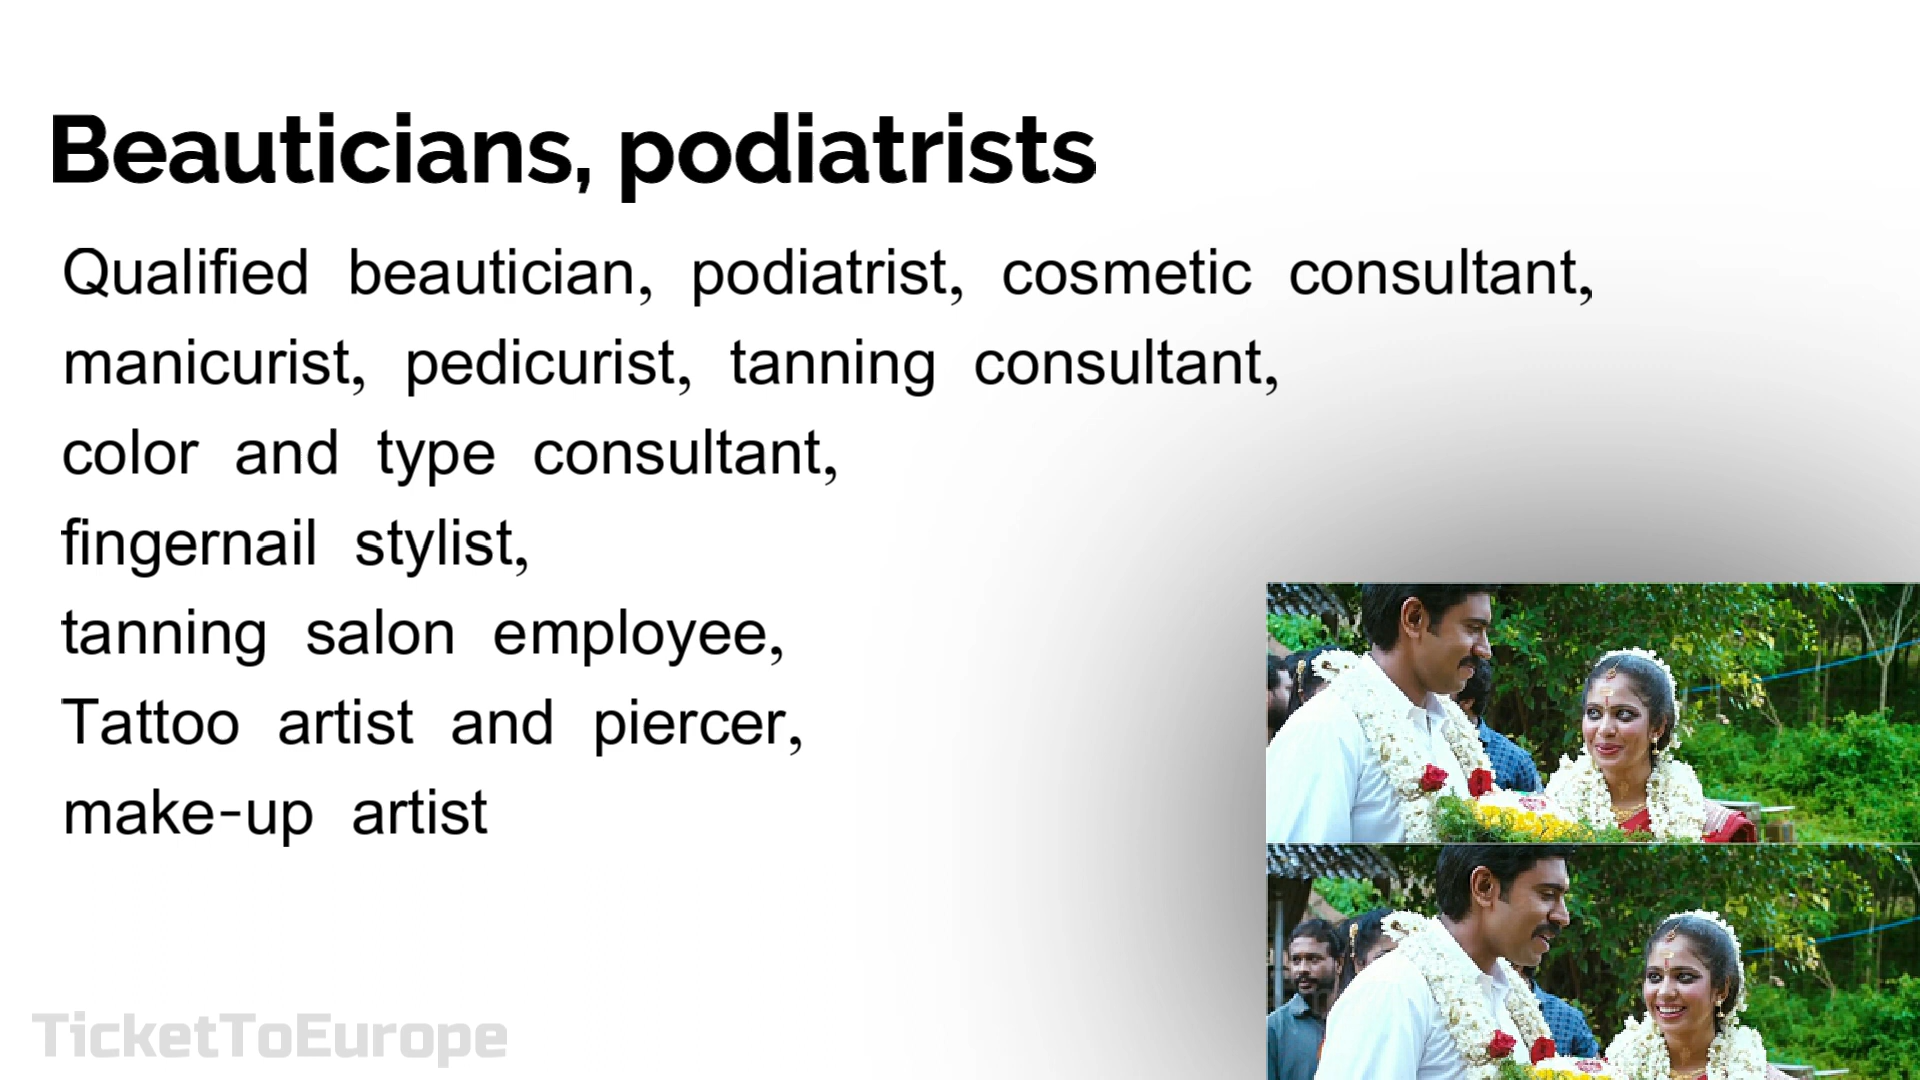 Beauticians, podiatrists
Qualified beautician, podiatrist, cosmetic consultant,
manicurist, pedicurist, tanning consultant,
color and type consultant,
fingernail stylist,
tanning salon employee,
Tattoo artist and piercer,
make-up artist
TicketToEurope